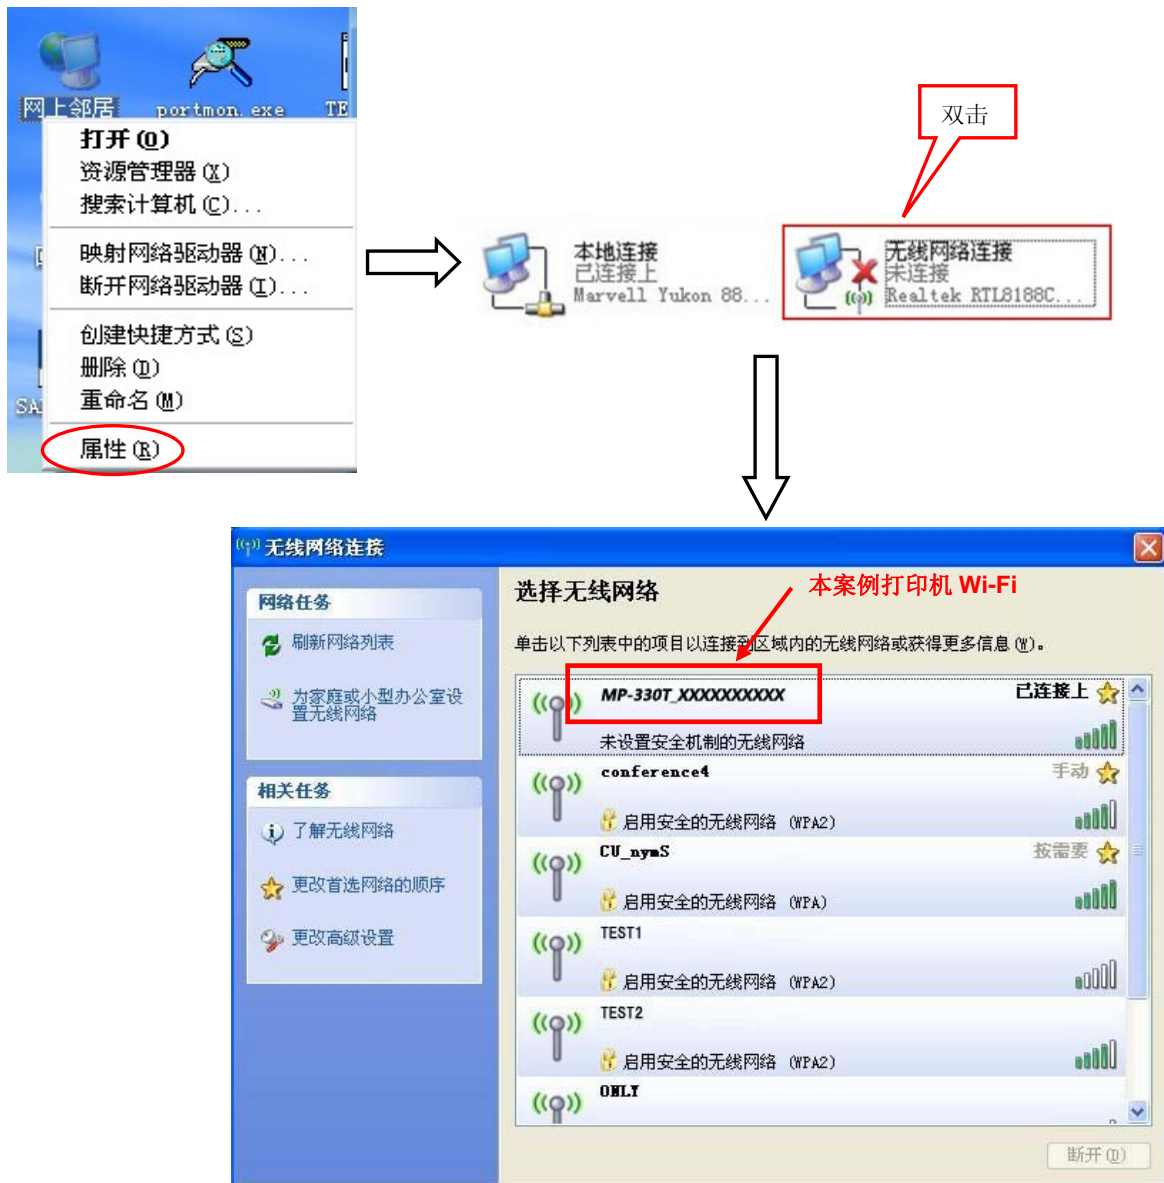 网上邻居
portmon.exe
TE
打开(O)
资源管理器(X)
搜索计算机(C)...
映射网络驱动器(N)...
断开网络驱动器(I)...
创建快捷方式(S)
删除(D)
重命名(M)
SA
属性(R)
双击
本地连接
已连接上
Marvell Yukon 88...
无线网络连接
未连接
Realtek RTL8188C...
无线网络连接
网络任务
刷新网络列表
为家庭或小型办公室设
置无线网络
相关任务
了解无线网络
更改首选网络的顺序
更改高级设置
选择无线网络
本案例打印机 Wi-Fi
单击以下列表中的项目以连接到区域内的无线网络或获得更多信息(W)。
MP-330T_XXXXXXXXXX 已连接上
未设置安全机制的无线网络
conference4 手动
启用安全的无线网络 (WPA2)
CU_nymS 按需要
启用安全的无线网络 (WPA)
TEST1
启用安全的无线网络 (WPA2)
TEST2
启用安全的无线网络 (WPA2)
ONLY
断开(D)